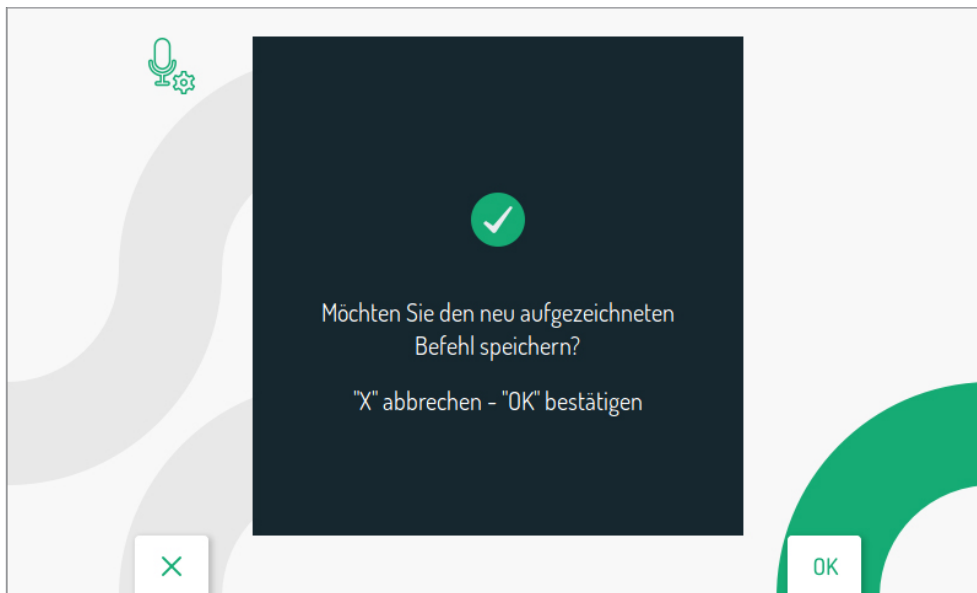 Möchten Sie den neu aufgezeichneten
Befehl speichern?
"X" abbrechen - "OK" bestätigen
OK